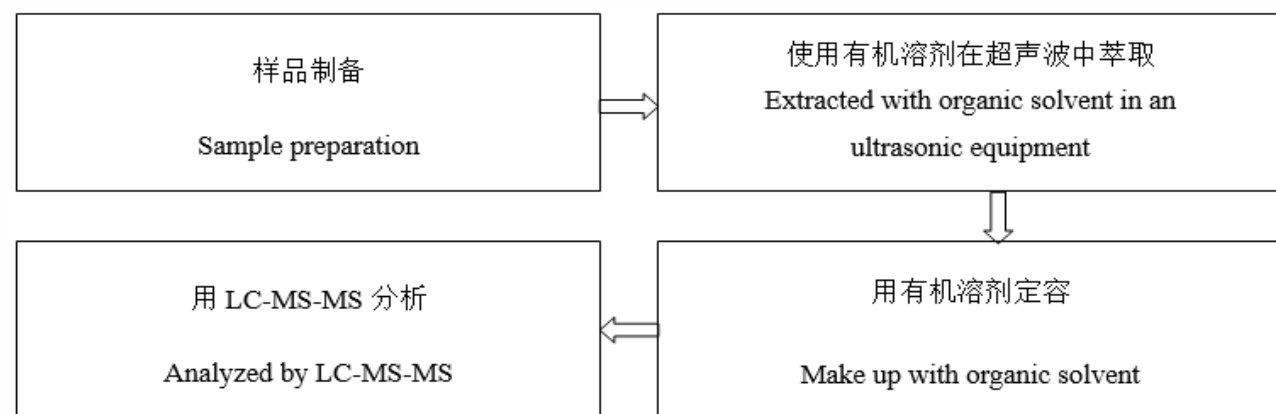 样品制备
Sample preparation
使用有机溶剂在超声波中萃取
Extracted with organic solvent in an
ultrasonic equipment
用有机溶剂定容
Make up with organic solvent
用 LC-MS-MS 分析
Analyzed by LC-MS-MS